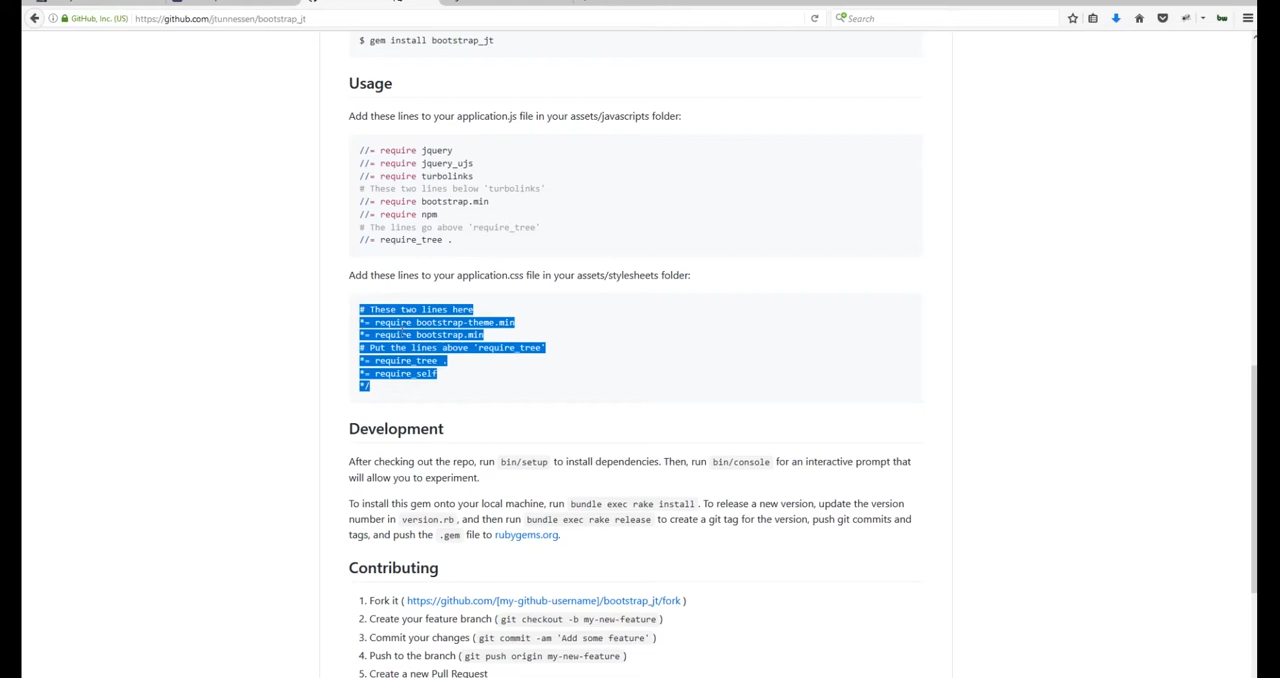 GitHub, Inc. (US)
https://github.com/jtunnessen/bootstrap_jt
Search
$ gem install bootstrap_jt
Usage
Add these lines to your application.js file in your assets/javascripts folder:
//= require jquery
//= require jquery_ujs
//= require turbolinks
# These two lines below 'turbolinks'
//= require bootstrap.min
//= require npm
# The lines go above 'require_tree'
//= require_tree .
Add these lines to your application.css file in your assets/stylesheets folder:
# These two lines here
*= require bootstrap-theme.min
*= require bootstrap.min
# Put the lines above 'require_tree'
*= require_tree .
*= require_self
*/
Development
After checking out the repo, run bin/setup to install dependencies. Then, run bin/console for an interactive prompt that
will allow you to experiment.
To install this gem onto your local machine, run bundle exec rake install. To release a new version, update the version
number in version.rb, and then run bundle exec rake release to create a git tag for the version, push git commits and
tags, and push the .gem file to rubygems.org.
Contributing
1. Fork it ( https://github.com/[my-github-username]/bootstrap_jt/fork )
2. Create your feature branch ( git checkout -b my-new-feature )
3. Commit your changes ( git commit -am 'Add some feature' )
4. Push to the branch ( git push origin my-new-feature )
5. Create a new Pull Request